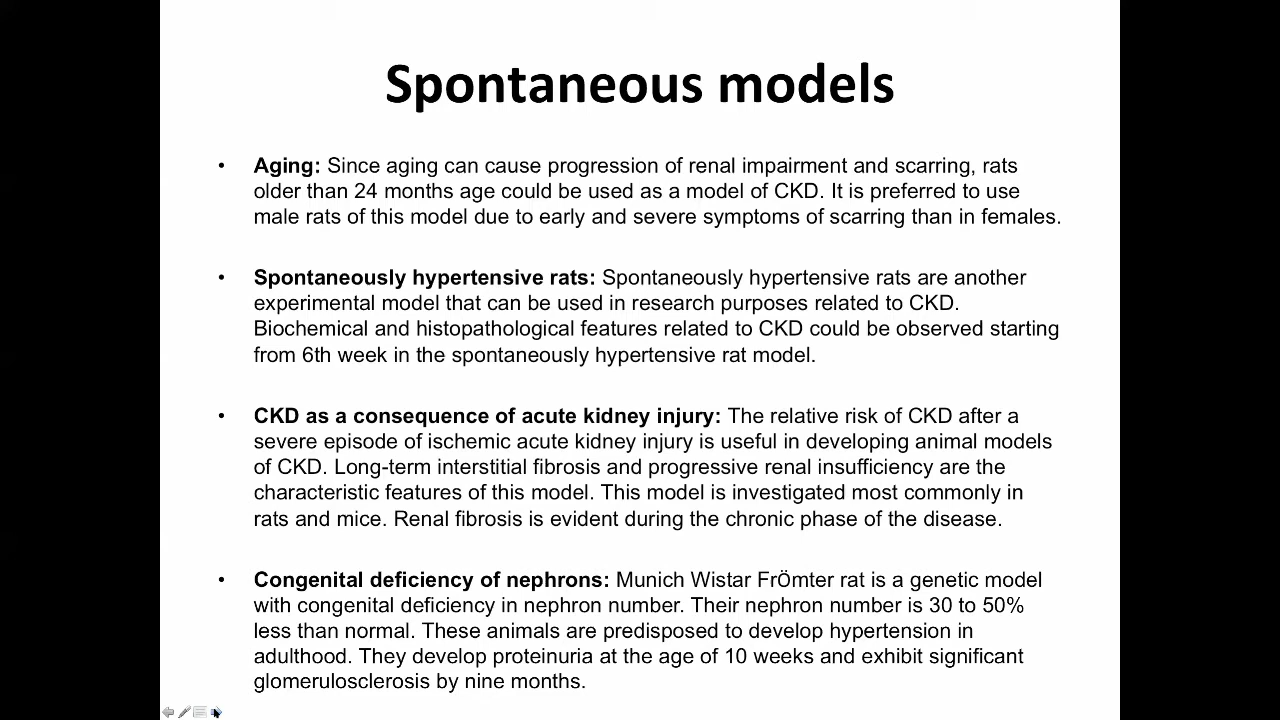 Spontaneous models
• Aging: Since aging can cause progression of renal impairment and scarring, rats
older than 24 months age could be used as a model of CKD. It is preferred to use
male rats of this model due to early and severe symptoms of scarring than in females.
• Spontaneously hypertensive rats: Spontaneously hypertensive rats are another
experimental model that can be used in research purposes related to CKD.
Biochemical and histopathological features related to CKD could be observed starting
from 6th week in the spontaneously hypertensive rat model.
• CKD as a consequence of acute kidney injury: The relative risk of CKD after a
severe episode of ischemic acute kidney injury is useful in developing animal models
of CKD. Long-term interstitial fibrosis and progressive renal insufficiency are the
characteristic features of this model. This model is investigated most commonly in
rats and mice. Renal fibrosis is evident during the chronic phase of the disease.
• Congenital deficiency of nephrons: Munich Wistar FrÖmter rat is a genetic model
with congenital deficiency in nephron number. Their nephron number is 30 to 50%
less than normal. These animals are predisposed to develop hypertension in
adulthood. They develop proteinuria at the age of 10 weeks and exhibit significant
glomerulosclerosis by nine months.